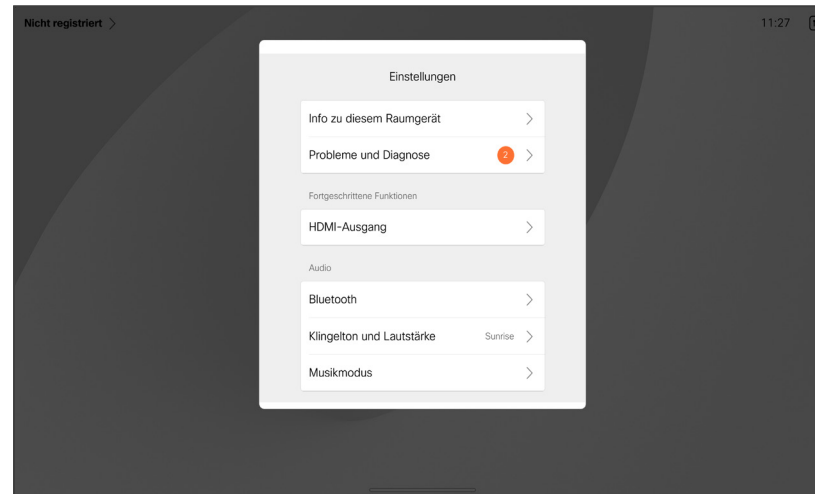 Nicht registriert
11:27
Einstellungen
Info zu diesem Raumgerät
Probleme und Diagnose 2
Fortgeschrittene Funktionen
HDMI-Ausgang
Audio
Bluetooth
Klingelton und Lautstärke Sunrise
Musikmodus